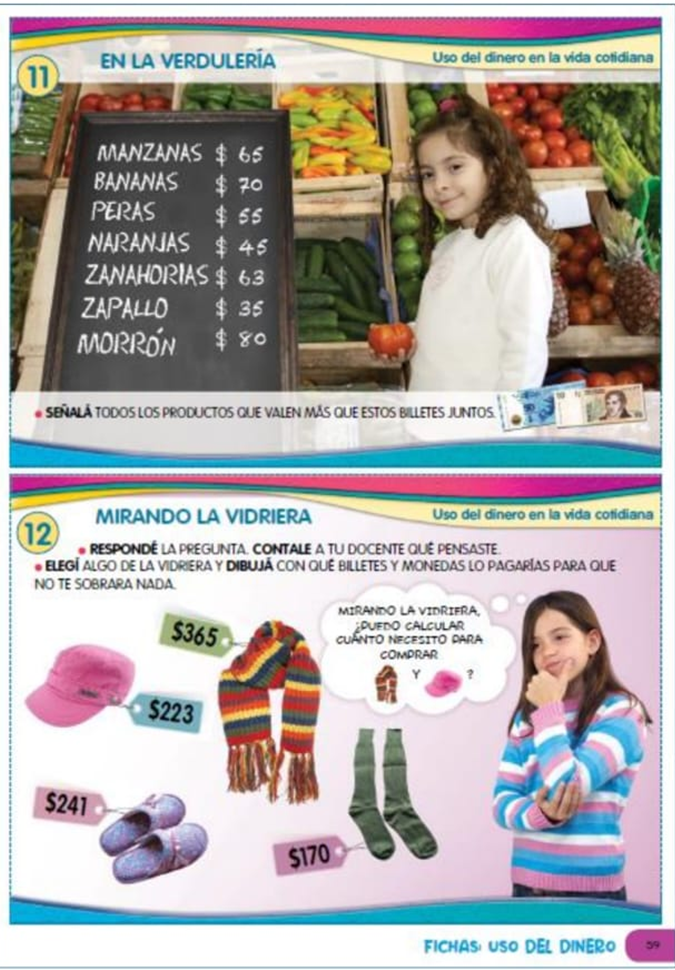 11
EN LA VERDULERÍA
Uso del dinero en la vida cotidiana
MANZANAS $ 65
BANANAS $ 70
PERAS $ 55
NARANJAS $ 45
ZANAHORIAS $ 63
ZAPALLO $ 35
MORRÓN $ 80
• SEÑALÁ TODOS LOS PRODUCTOS QUE VALEN MÁS QUE ESTOS BILLETES JUNTOS.
12
MIRANDO LA VIDRIERA
Uso del dinero en la vida cotidiana
• RESPONDÉ LA PREGUNTA. CONTALE A TU DOCENTE QUÉ PENSASTE.
• ELEGÍ ALGO DE LA VIDRIERA Y DIBUJÁ CON QUÉ BILLETES Y MONEDAS LO PAGARÍAS PARA QUE
NO TE SOBRARA NADA.
MIRANDO LA VIDRIERA,
¿PUEDO CALCULAR
CUÁNTO NECESITO PARA
COMPRAR
Y ?
$365
$223
$241
$170
FICHAS: USO DEL DINERO
59